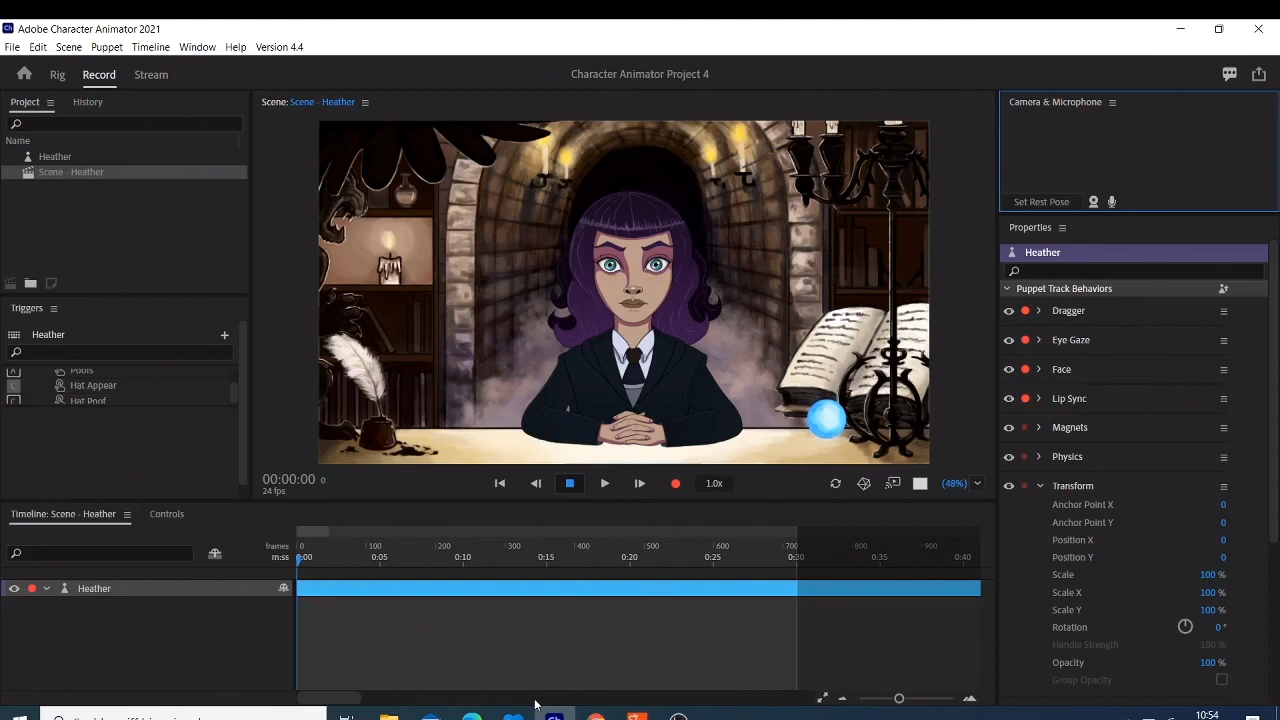 Ch Adobe Character Animator 2021
File Edit Scene Puppet Timeline Window Help Version 4.4
Rig Record Stream Character Animator Project 4
Project History
Name
Heather
Scene - Heather
Triggers
Heather
Poofs
C Hat Appear
C Hat Poof
Scene: Scene - Heather
00:00:00 0
24 fps
1.0x
(48%)
Camera & Microphone
Set Rest Pose
Properties
Heather
Puppet Track Behaviors
Dragger
Eye Gaze
Face
Lip Sync
Magnets
Physics
Transform
Anchor Point X 0
Anchor Point Y 0
Position X 0
Position Y 0
Scale 100 %
Scale X 100 %
Scale Y 100 %
Rotation 0 °
Handle Strength 100 %
Opacity 100 %
Group Opacity
Timeline: Scene - Heather Controls
frames 0 100 200 300 400 500 600 700 800 900
m:ss 0:00 0:05 0:10 0:15 0:20 0:25 0:30 0:35 0:40
Heather
10:54